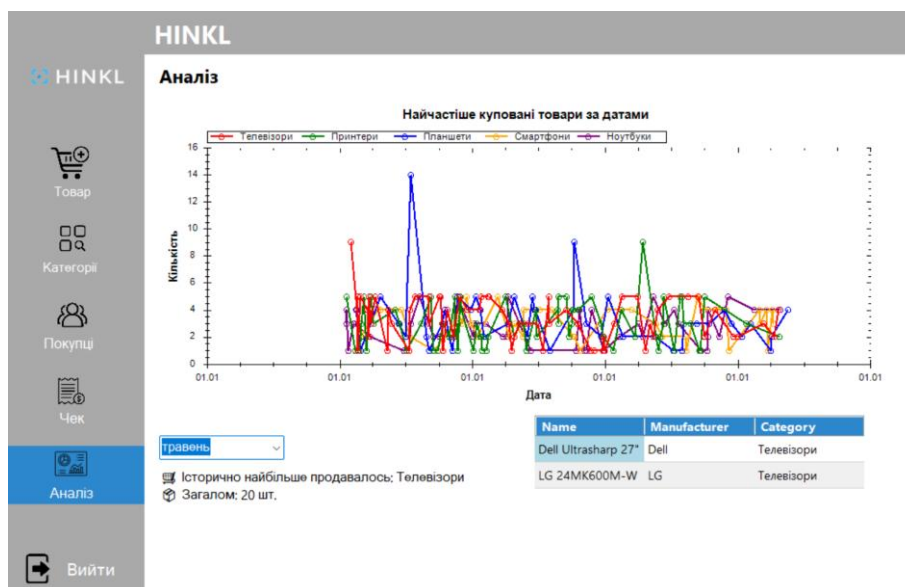 HINKL
HINKL
Аналіз
Найчастіше куповані товари за датами
Телевізори Принтери Планшети Смартфони Ноутбуки
16
14
12
10
8
6
4
2
0
Кількість
01.01 01.01 01.01 01.01 01.01 01.01
Дата
Товар
Категорії
Покупці
Чек
Аналіз
Вийти
травень
Історично найбільше продавалось: Телевізори
Загалом: 20 шт.
Name Manufacturer Category
Dell Ultrasharp 27" Dell Телевізори
LG 24MK600M-W LG Телевізори